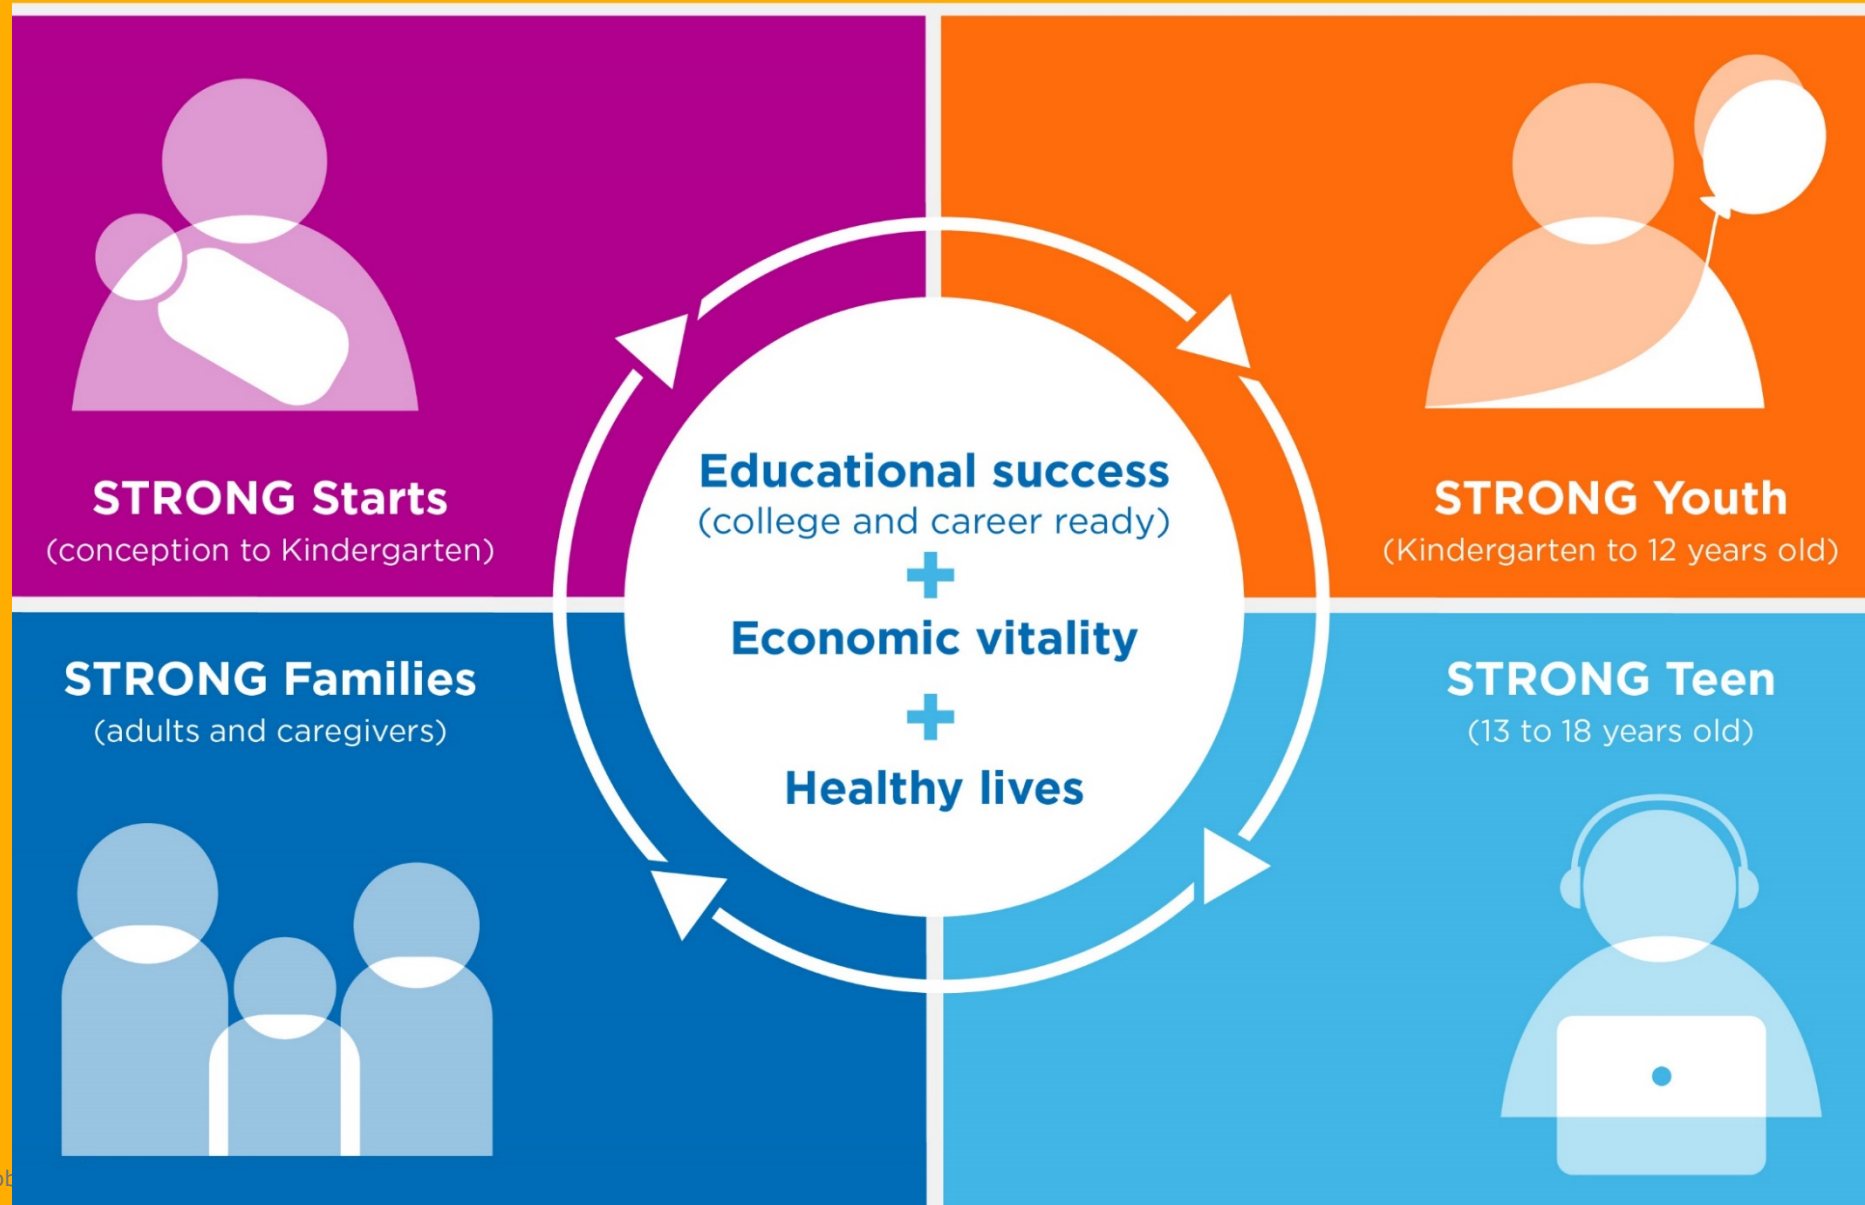 STRONG Starts
(conception to Kindergarten)
STRONG Youth
(Kindergarten to 12 years old)
Educational success
(college and career ready)
+
Economic vitality
+
Healthy lives
STRONG Families
(adults and caregivers)
STRONG Teen
(13 to 18 years old)